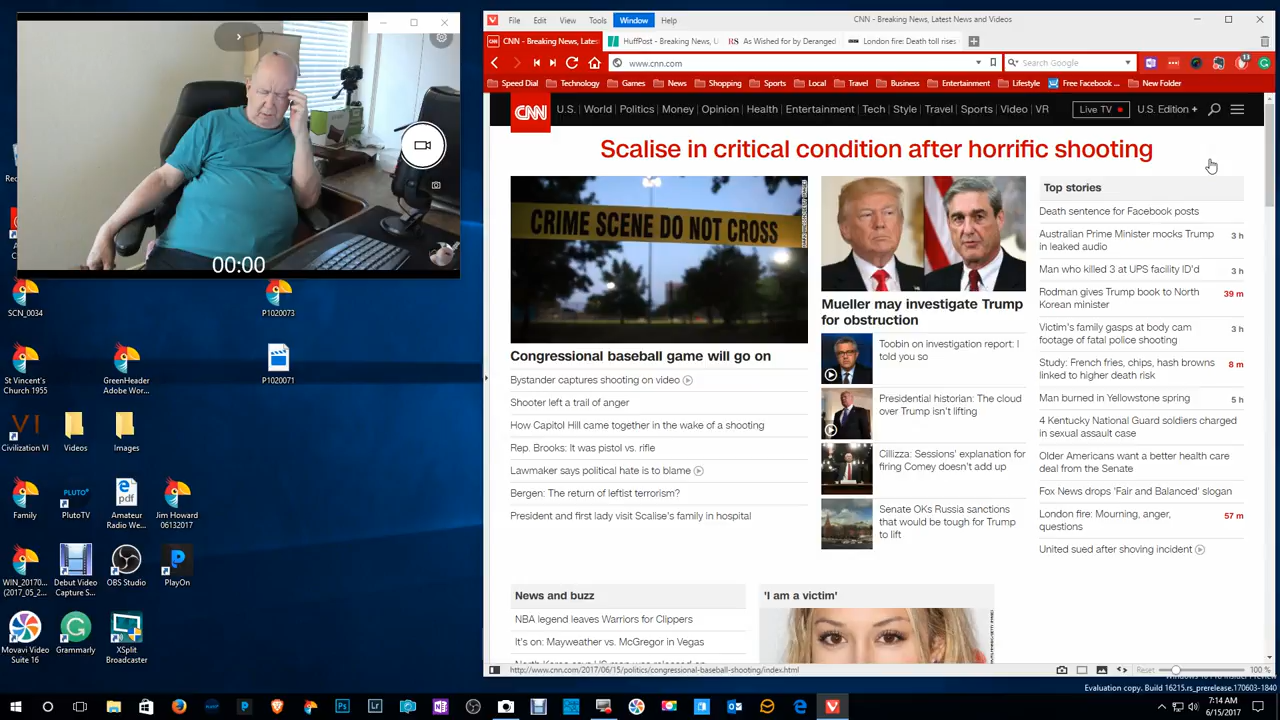 00:00
SCN_0034
P1020073
St Vincent's
Church 1955
GreenHeader
Adobe Wor...
P1020071
VI
Civilization VI
Videos
Images
Family
PLUTO TV
PlutoTV
pdf
Amateur
Radio We...
Jim Howard
06132017
WIN_20170...
Debut Video
Capture S...
OBS Studio
PlayOn
Movavi Video
Suite 16
Grammarly
XSplit
Broadcaster
File Edit View Tools Window Help
CNN - Breaking News, Latest News and Videos
CNN - Breaking News, Lates
HuffPost - Breaking News, U
RS As Wished for by Deranged
London fire: Death toll rises
www.cnn.com
Search Google
Speed Dial Technology Games News Shopping Sports Local Travel Business Entertainment Lifestyle Free Facebook ... New Folder
CNN U.S. World Politics Money Opinion Health Entertainment Tech Style Travel Sports Video VR Live TV U.S. Edition +
Scalise in critical condition after horrific shooting
CRIME SCENE DO NOT CROSS
Congressional baseball game will go on
Bystander captures shooting on video
Shooter left a trail of anger
How Capitol Hill came together in the wake of a shooting
Rep. Brooks: It was pistol vs. rifle
Lawmaker says political hate is to blame
Bergen: The return of leftist terrorism?
President and first lady visit Scalise's family in hospital
Mueller may investigate Trump
for obstruction
Toobin on investigation report: I
told you so
Presidential historian: The cloud
over Trump isn't lifting
Cillizza: Sessions' explanation for
firing Comey doesn't add up
Senate OKs Russia sanctions
that would be tough for Trump
to lift
Top stories
Death sentence for Facebook posts
Australian Prime Minister mocks Trump
in leaked audio
3 h
Man who killed 3 at UPS facility ID'd
3 h
Rodman gives Trump book to North
Korean minister
39 m
Victim's family gasps at body cam
footage of fatal police shooting
3 h
Study: French fries, chips, hash browns
linked to higher death risk
8 m
Man burned in Yellowstone spring
5 h
4 Kentucky National Guard soldiers charged
in sexual assault case
Older Americans want a better health care
deal from the Senate
Fox News drops 'Fair and Balanced' slogan
London fire: Mourning, anger,
questions
57 m
United sued after shoving incident
News and buzz
NBA legend leaves Warriors for Clippers
It's on: Mayweather vs. McGregor in Vegas
'I am a victim'
http://www.cnn.com/2017/06/15/politics/congressional-baseball-shooting/index.html
Reset
100 %
Evaluation copy. Build 16215.rs_prerelease.170603-1840
7:14 AM
6/15/2017